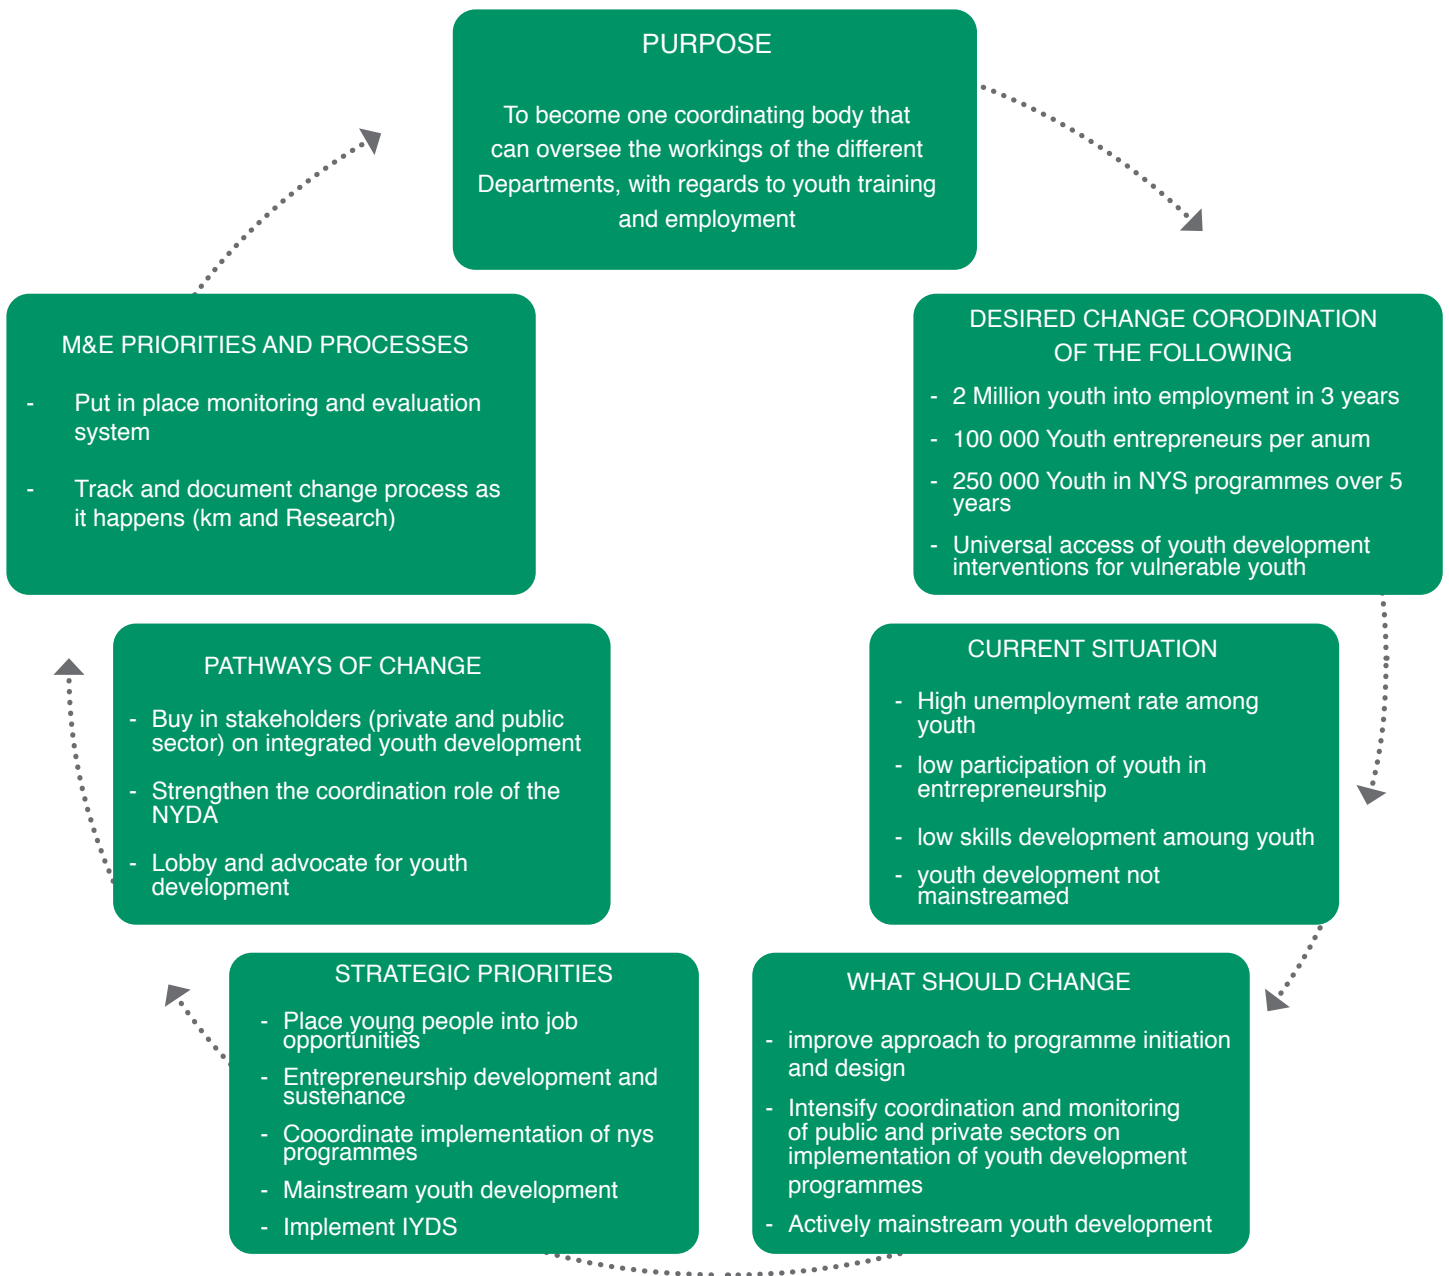 PURPOSE
To become one coordinating body that
can oversee the workings of the different
Departments, with regards to youth training
and employment
DESIRED CHANGE CORODINATION
OF THE FOLLOWING
- 2 Million youth into employment in 3 years
- 100 000 Youth entrepreneurs per anum
- 250 000 Youth in NYS programmes over 5
years
- Universal access of youth development
interventions for vulnerable youth
CURRENT SITUATION
- High unemployment rate among
youth
- low participation of youth in
entrrepreneurship
- low skills development amoung youth
- youth development not
mainstreamed
WHAT SHOULD CHANGE
- improve approach to programme initiation
and design
- Intensify coordination and monitoring
of public and private sectors on
implementation of youth development
programmes
- Actively mainstream youth development
STRATEGIC PRIORITIES
- Place young people into job
opportunities
- Entrepreneurship development and
sustenance
- Cooordinate implementation of nys
programmes
- Mainstream youth development
- Implement IYDS
PATHWAYS OF CHANGE
- Buy in stakeholders (private and public
sector) on integrated youth development
- Strengthen the coordination role of the
NYDA
- Lobby and advocate for youth
development
M&E PRIORITIES AND PROCESSES
- Put in place monitoring and evaluation
system
- Track and document change process as
it happens (km and Research)